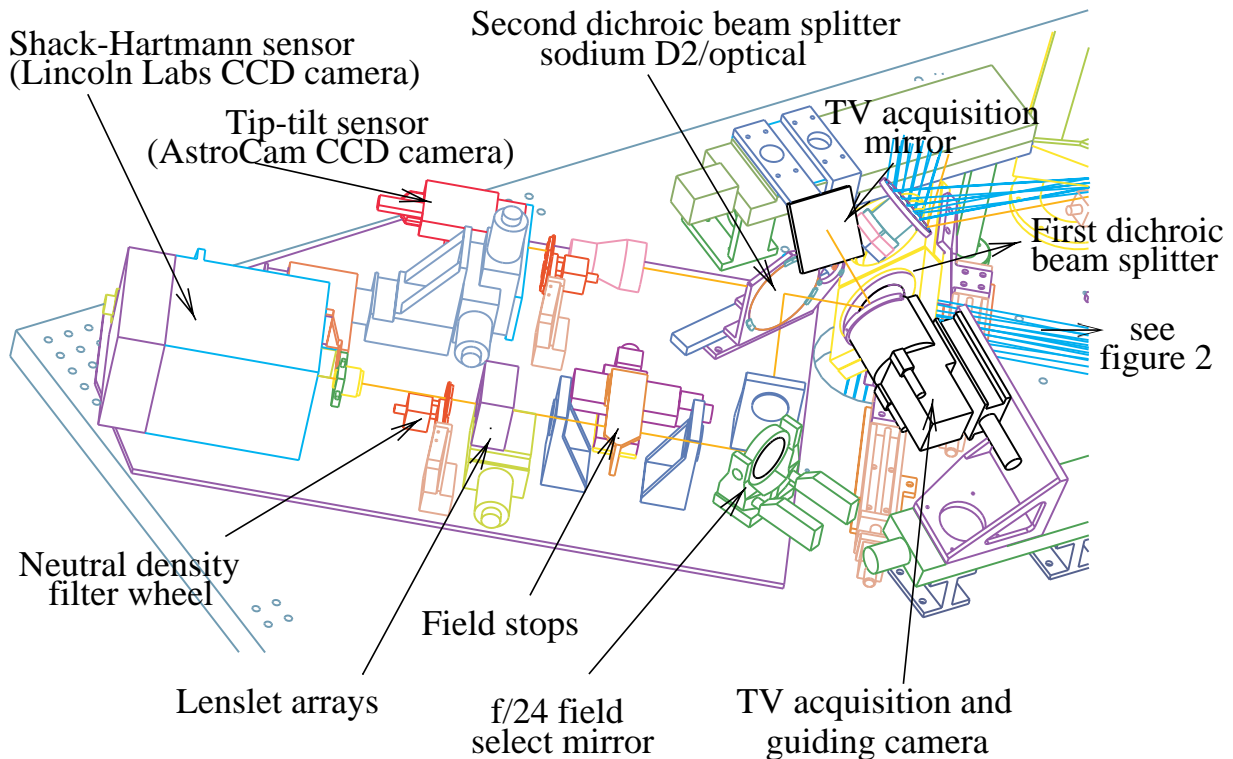 Shack-Hartmann sensor
(Lincoln Labs CCD camera)
Tip-tilt sensor
(AstroCam CCD camera)
Second dichroic beam splitter
sodium D2/optical
TV acquisition
mirror
First dichroic
beam splitter
see
figure 2
Neutral density
filter wheel
Field stops
Lenslet arrays
f/24 field
select mirror
TV acquisition and
guiding camera